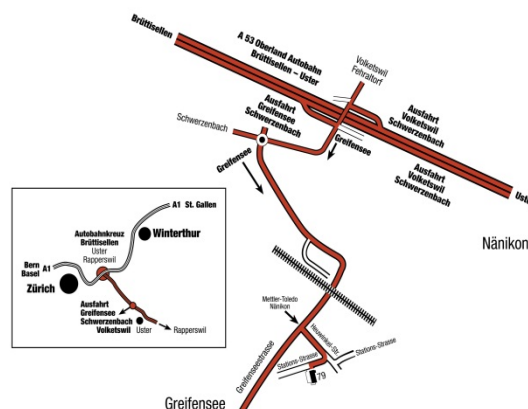 Brüttisellen
A 53 Oberland Autobahn
Brüttisellen – Uster
Volketswil
Fehraltorf
Ausfahrt
Greifensee
Schwerzenbach
Ausfahrt
Volketswil
Schwerzenbach
Schwerzenbach
Greifensee
Greifensee
Ausfahrt
Volketswil
Schwerzenbach
Uster
Nänikon
A1 St. Gallen
Autobahnkreuz
Brüttisellen
Uster
Rapperswil
Winterthur
Bern
Basel
A1
Zürich
Ausfahrt
Greifensee
Schwerzenbach
Volketswil
Uster
Rapperswil
Mettler-Toledo
Nänikon
Heuwinkel-Str.
Stations-Strasse
Stations-Strasse
79
Greifenseestrasse
Greifensee